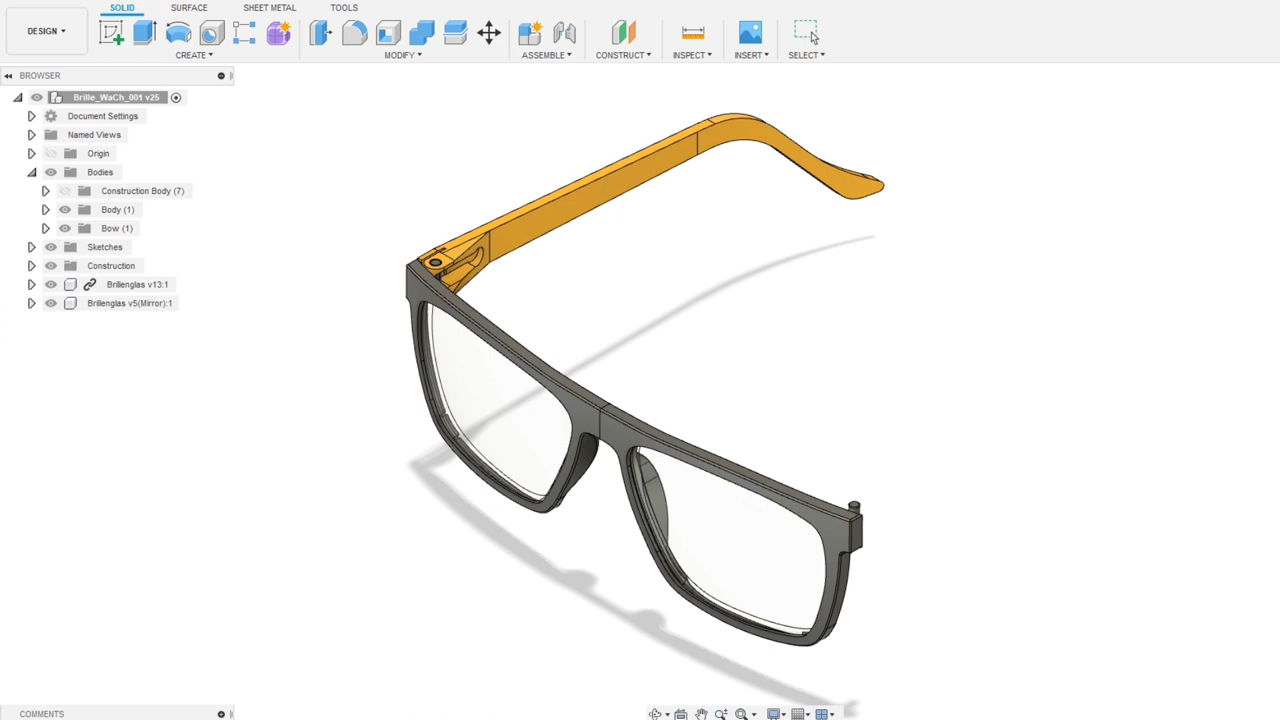 SOLID SURFACE SHEET METAL TOOLS
DESIGN
CREATE MODIFY ASSEMBLE CONSTRUCT INSPECT INSERT SELECT
BROWSER
Brille_WaCh_001 v25
Document Settings
Named Views
Origin
Bodies
Construction Body (7)
Body (1)
Bow (1)
Sketches
Construction
Brillenglas v13:1
Brillenglas v5(Mirror):1
COMMENTS